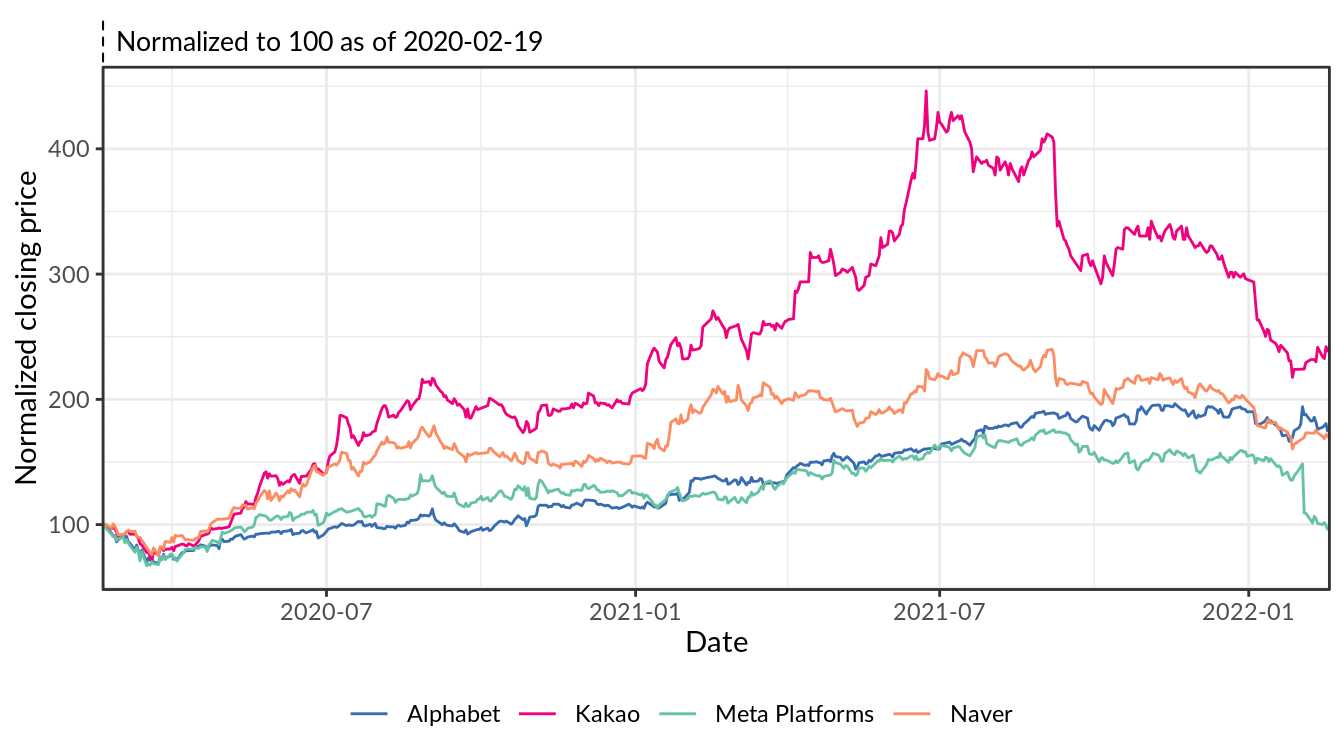 Normalized to 100 as of 2020-02-19
Normalized closing price
400
300
200
100
2020-07 2021-01 2021-07 2022-01
Date
Alphabet Kakao Meta Platforms Naver